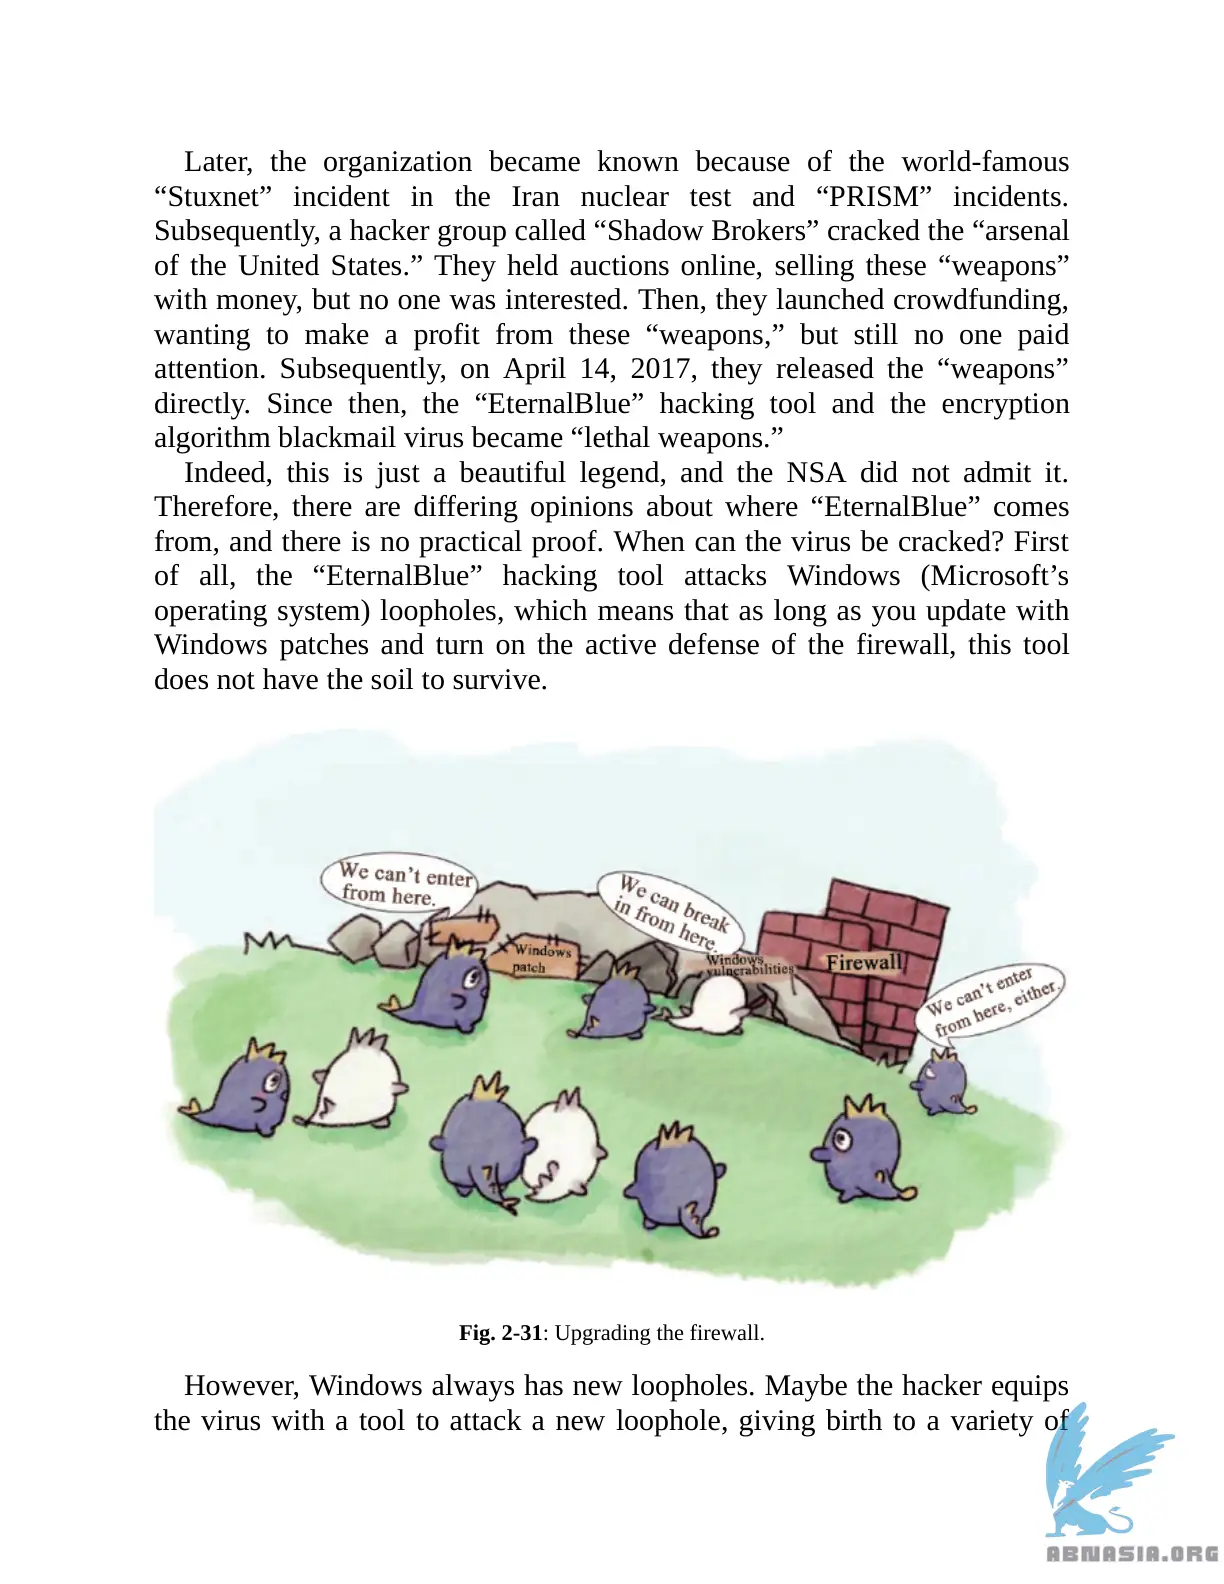 Later, the organization became known because of the world-famous
“Stuxnet” incident in the Iran nuclear test and “PRISM” incidents.
Subsequently, a hacker group called “Shadow Brokers” cracked the “arsenal
of the United States.” They held auctions online, selling these “weapons”
with money, but no one was interested. Then, they launched crowdfunding,
wanting to make a profit from these “weapons,” but still no one paid
attention. Subsequently, on April 14, 2017, they released the “weapons”
directly. Since then, the “EternalBlue” hacking tool and the encryption
algorithm blackmail virus became “lethal weapons.”
Indeed, this is just a beautiful legend, and the NSA did not admit it.
Therefore, there are differing opinions about where “EternalBlue” comes
from, and there is no practical proof. When can the virus be cracked? First
of all, the “EternalBlue” hacking tool attacks Windows (Microsoft’s
operating system) loopholes, which means that as long as you update with
Windows patches and turn on the active defense of the firewall, this tool
does not have the soil to survive.
We can’t enter
from here.
We can break
in from here.
Windows
patch
Windows
vulnerabilities
Firewall
We can’t enter
from here, either.
Fig. 2-31: Upgrading the firewall.
However, Windows always has new loopholes. Maybe the hacker equips
the virus with a tool to attack a new loophole, giving birth to a variety of
ABNASIA.ORG